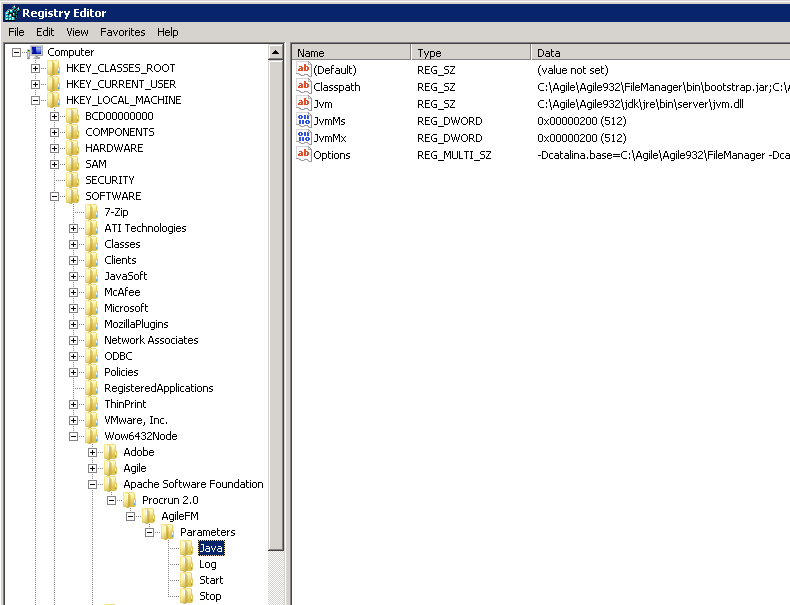 Registry Editor
File Edit View Favorites Help
Computer
HKEY_CLASSES_ROOT
HKEY_CURRENT_USER
HKEY_LOCAL_MACHINE
BCD00000000
COMPONENTS
HARDWARE
SAM
SECURITY
SOFTWARE
7-Zip
ATI Technologies
Classes
Clients
JavaSoft
McAfee
Microsoft
MozillaPlugins
Network Associates
ODBC
Policies
RegisteredApplications
ThinPrint
VMware, Inc.
Wow6432Node
Adobe
Agile
Apache Software Foundation
Procrun 2.0
AgileFM
Parameters
Java
Log
Start
Stop
Name Type Data
(Default) REG_SZ (value not set)
Classpath REG_SZ C:\Agile\Agile932\FileManager\bin\bootstrap.jar;C:\A
Jvm REG_SZ C:\Agile\Agile932\jdk\jre\bin\server\jvm.dll
JvmMs REG_DWORD 0x00000200 (512)
JvmMx REG_DWORD 0x00000200 (512)
Options REG_MULTI_SZ -Dcatalina.base=C:\Agile\Agile932\FileManager -Dca